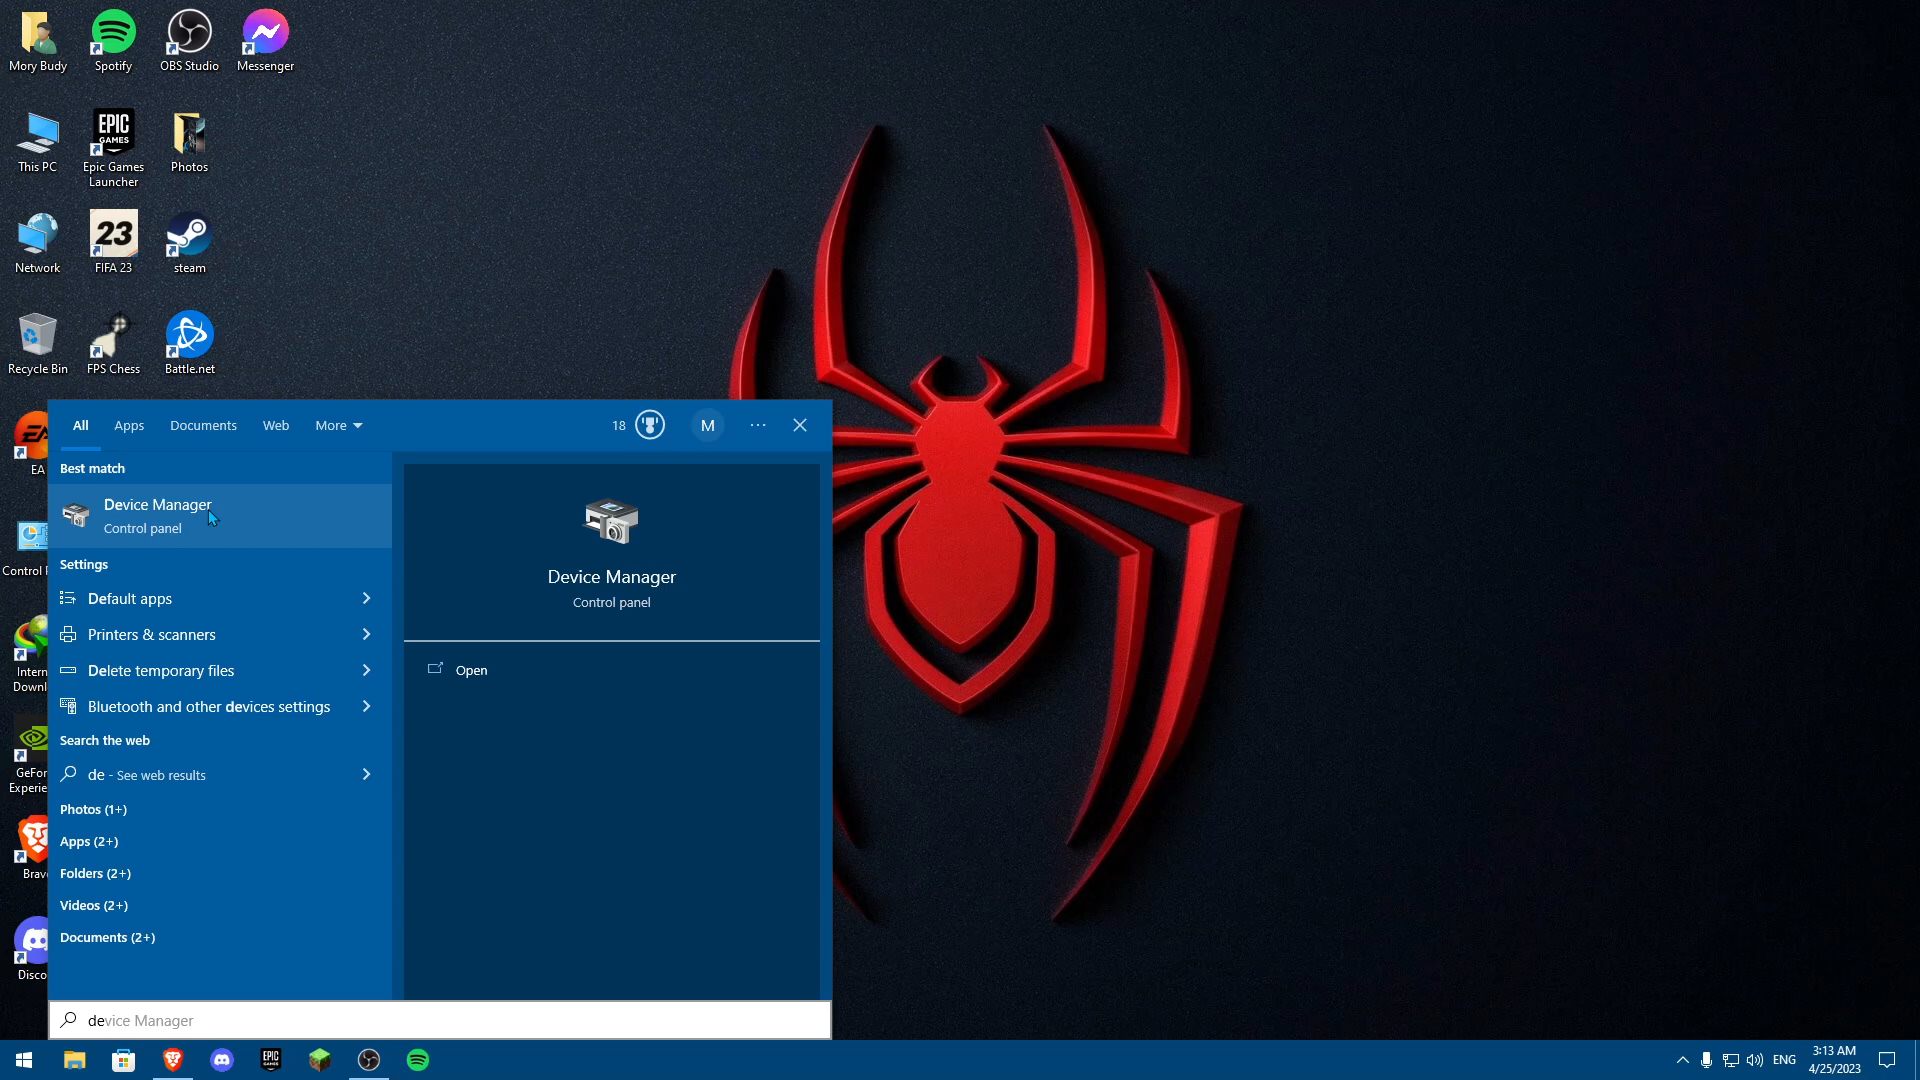 Mory Budy
Spotify
OBS Studio
Messenger
This PC
EPIC
GAMES
Epic Games
Launcher
Photos
Network
23
FIFA 23
steam
Recycle Bin
FPS Chess
Battle.net
EA
EA
Control
Intern
Downl
GeFor
Experie
Brav
Disco
All
Apps
Documents
Web
More
18
M
Best match
Device Manager
Control panel
Settings
Default apps
Printers & scanners
Delete temporary files
Bluetooth and other devices settings
Search the web
de - See web results
Photos (1+)
Apps (2+)
Folders (2+)
Videos (2+)
Documents (2+)
Device Manager
Control panel
Open
device Manager
EPIC
GAMES
ENG
3:13 AM
4/25/2023